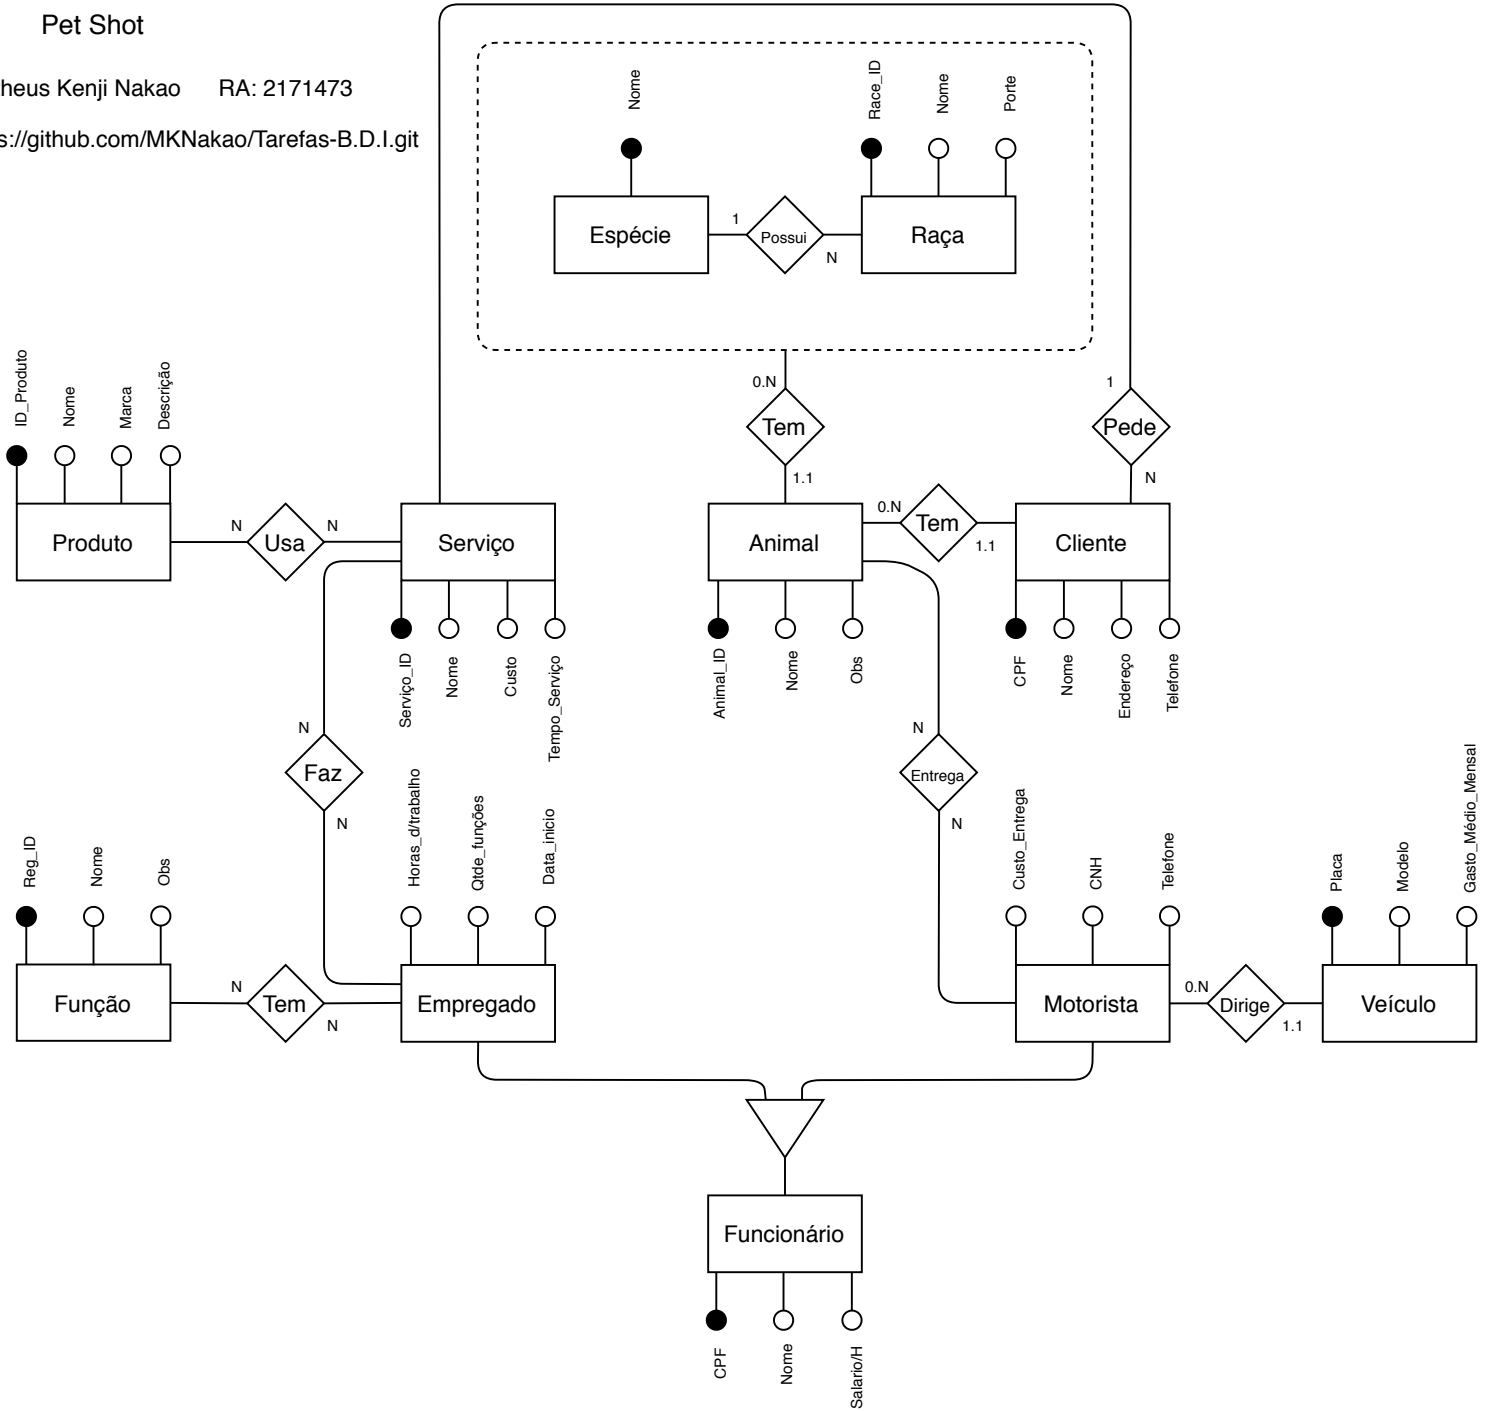 Pet Shot
heus Kenji Nakao RA: 2171473
s://github.com/MKNakao/Tarefas-B.D.I.git
Nome
Race_ID
Nome
Porte
Espécie
1
Possui
N
Raça
0.N
Tem
1.1
1
Pede
N
ID_Produto
Nome
Marca
Descrição
Produto
N
Usa
N
Serviço
Animal
0.N
Tem
1.1
Cliente
Serviço_ID
Nome
Custo
Tempo_Serviço
Animal_ID
Nome
Obs
CPF
Nome
Endereço
Telefone
N
Faz
N
N
Entrega
N
Reg_ID
Nome
Obs
Horas_d/trabalho
Qtde_funções
Data_inicio
Custo_Entrega
CNH
Telefone
Placa
Modelo
Gasto_Médio_Mensal
Função
N
Tem
N
Empregado
Motorista
0.N
Dirige
1.1
Veículo
Funcionário
CPF
Nome
Salario/H